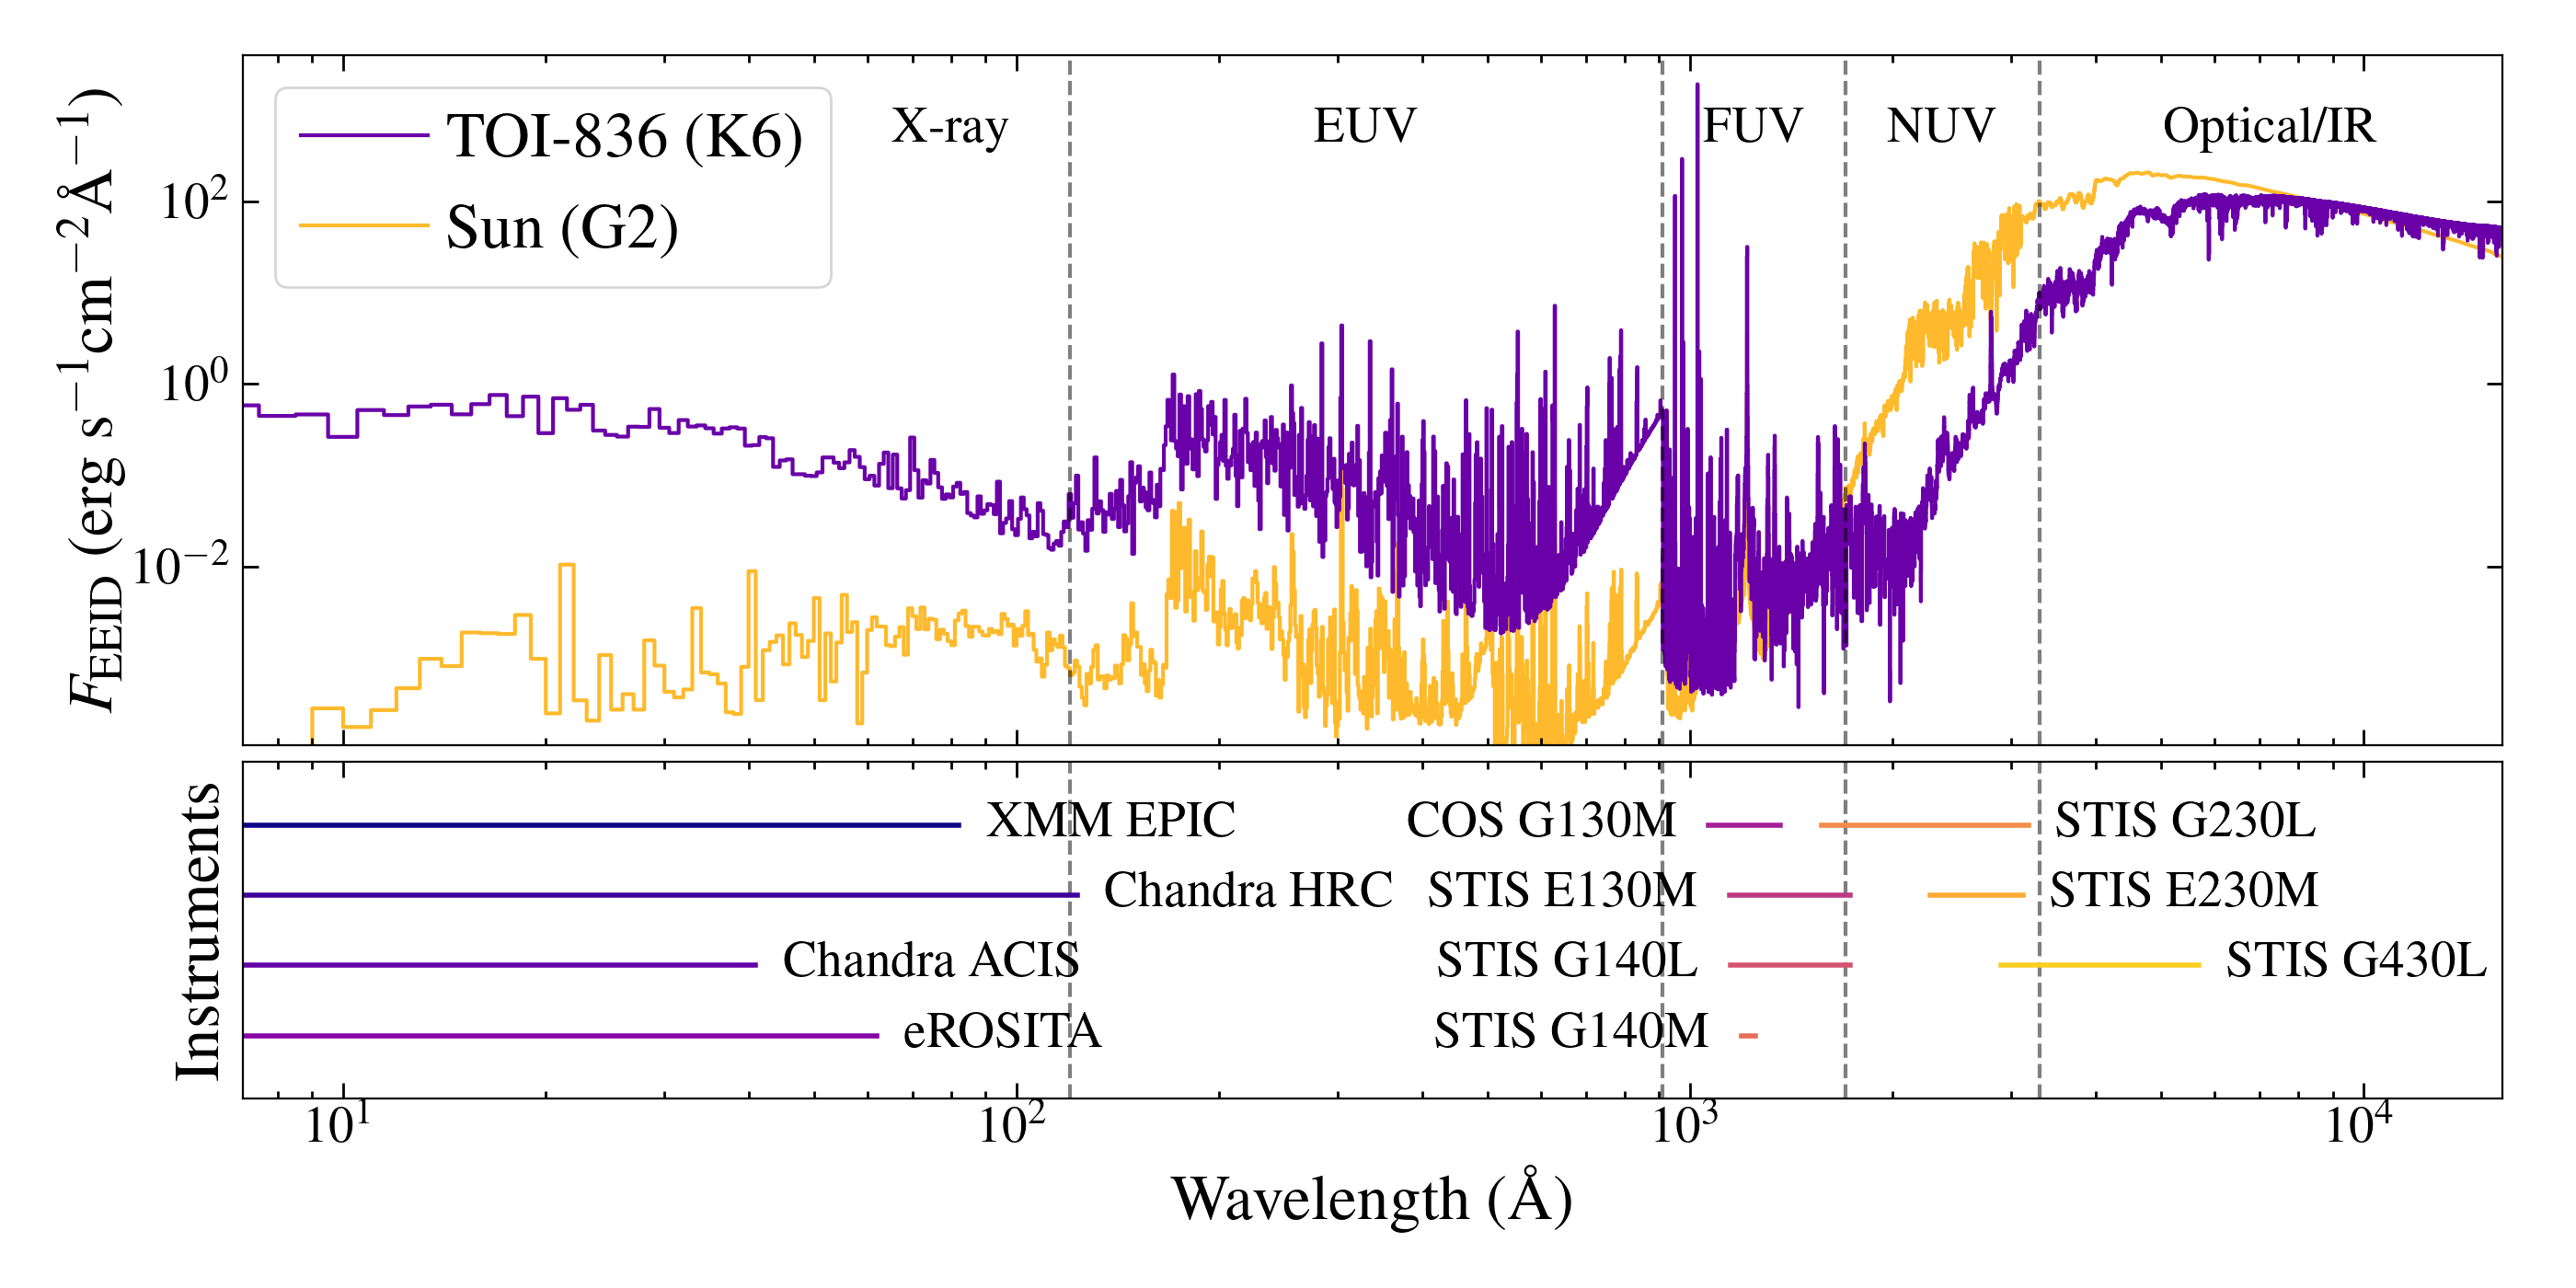 TOI-836 (K6)
Sun (G2)
X-ray
EUV
FUV
NUV
Optical/IR
10²
10⁰
10⁻²
F_EEID (erg s⁻¹cm⁻²Å⁻¹)
Instruments
XMM EPIC
COS G130M
STIS G230L
Chandra HRC
STIS E130M
STIS E230M
Chandra ACIS
STIS G140L
STIS G430L
eROSITA
STIS G140M
10¹
10²
10³
10⁴
Wavelength (Å)